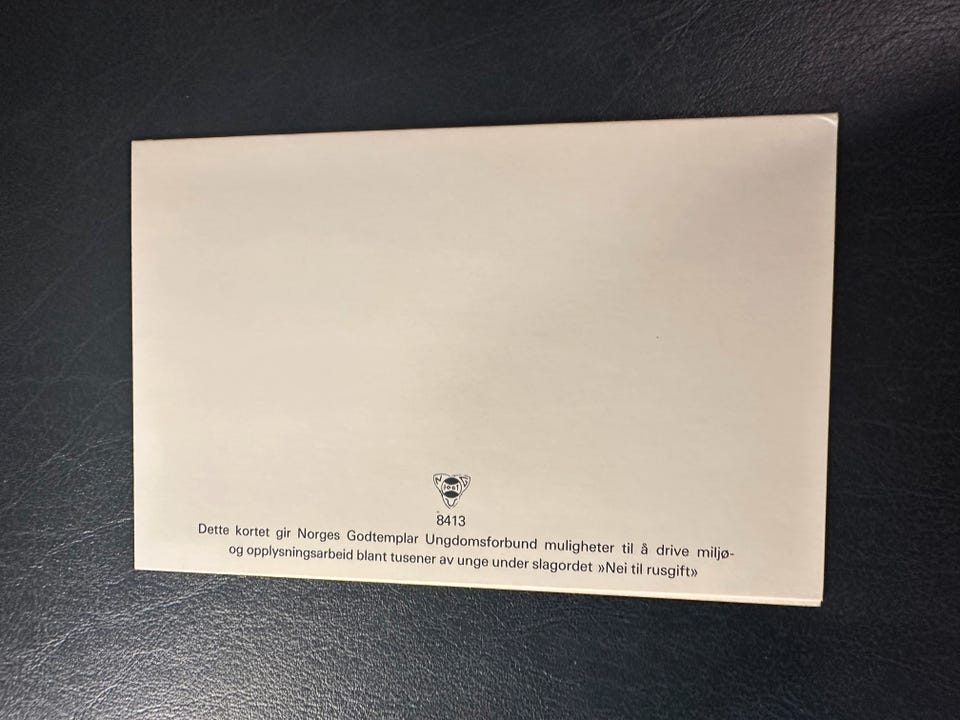 8413
Dette kortet gir Norges Godtemplar Ungdomsforbund muligheter til å drive miljø-
og opplysningsarbeid blant tusener av unge under slagordet »Nei til rusgift»